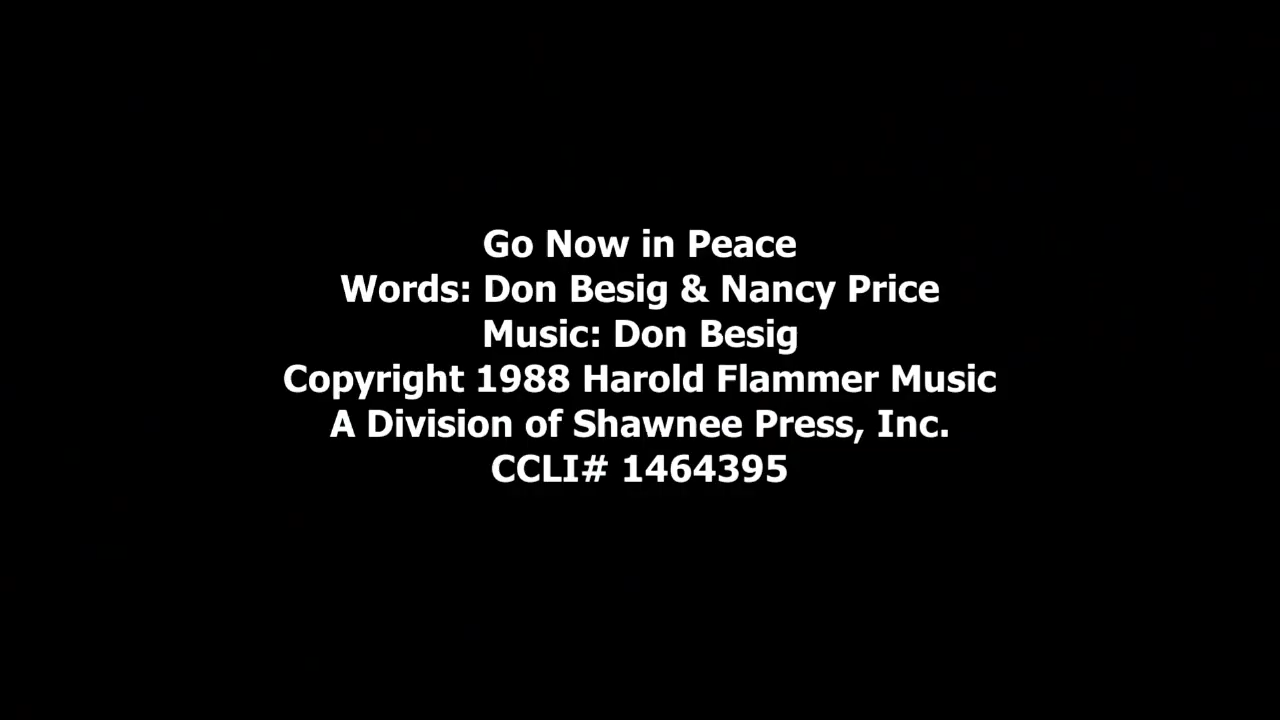 Go Now in Peace
Words: Don Besig & Nancy Price
Music: Don Besig
Copyright 1988 Harold Flammer Music
A Division of Shawnee Press, Inc.
CCLI# 1464395